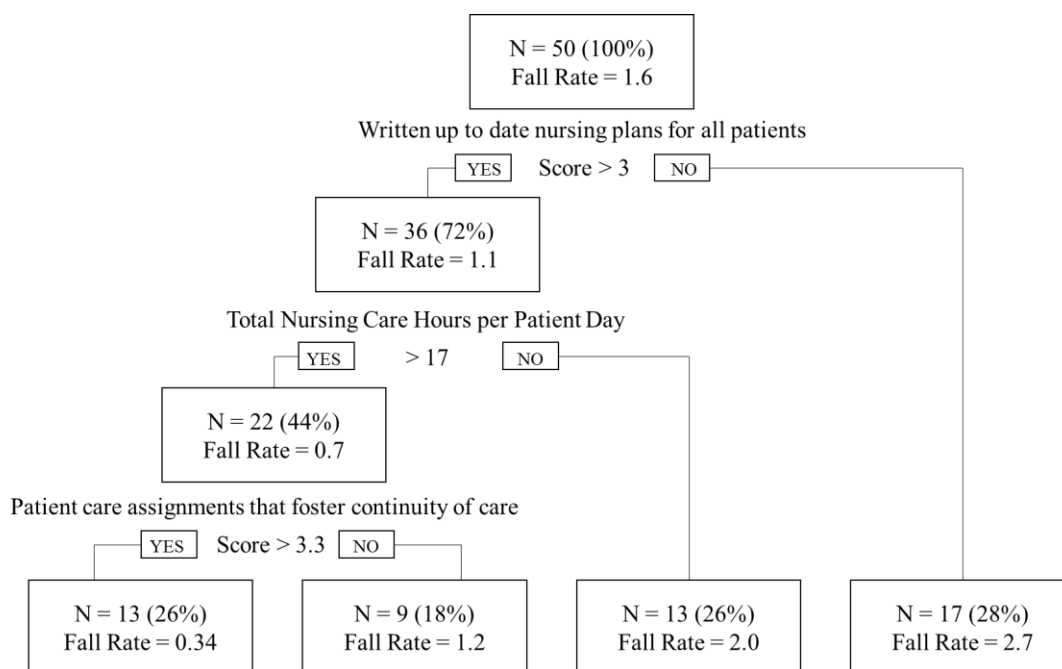 N = 50 (100%)
Fall Rate = 1.6
Written up to date nursing plans for all patients
YES Score > 3 NO
N = 36 (72%)
Fall Rate = 1.1
Total Nursing Care Hours per Patient Day
YES > 17 NO
N = 22 (44%)
Fall Rate = 0.7
Patient care assignments that foster continuity of care
YES Score > 3.3 NO
N = 13 (26%)
Fall Rate = 0.34
N = 9 (18%)
Fall Rate = 1.2
N = 13 (26%)
Fall Rate = 2.0
N = 17 (28%)
Fall Rate = 2.7